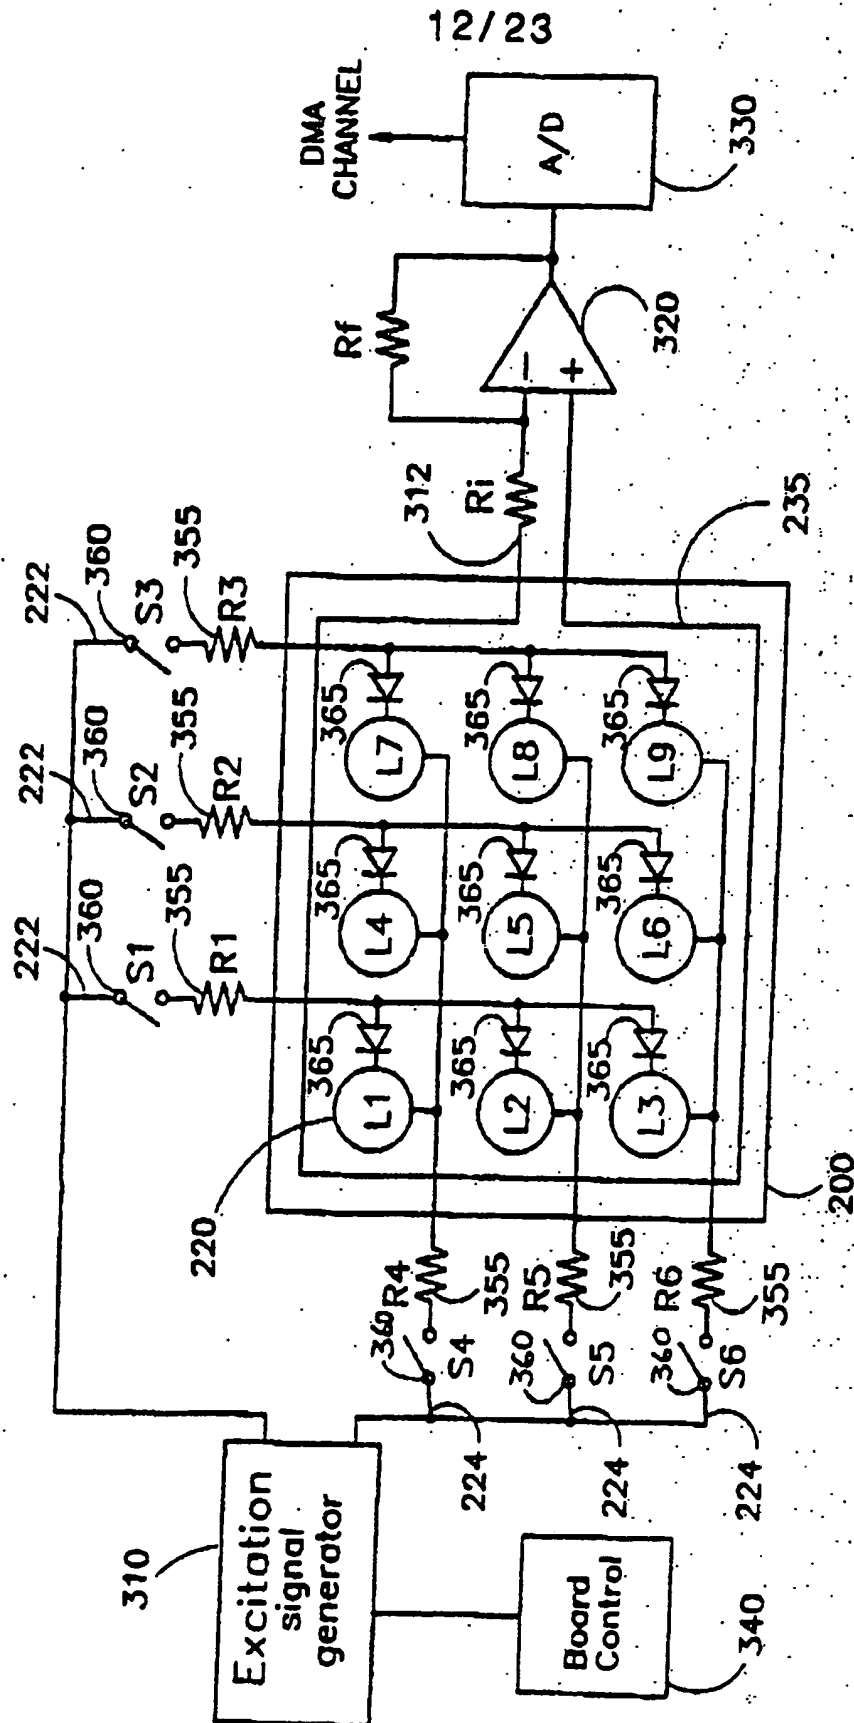 12/23
DMA
CHANNEL
A/D
330
Rf
320
312
Ri
235
222
360
S3
355
R3
222
360
S2
355
R2
222
360
S1
355
R1
365
L7
365
L8
365
L9
365
L4
365
L5
365
L6
365
L1
365
L2
365
L3
220
200
R4
355
R5
355
R6
355
360
S4
360
S5
360
S6
224
224
224
310
Excitation
signal
generator
Board
Control
340